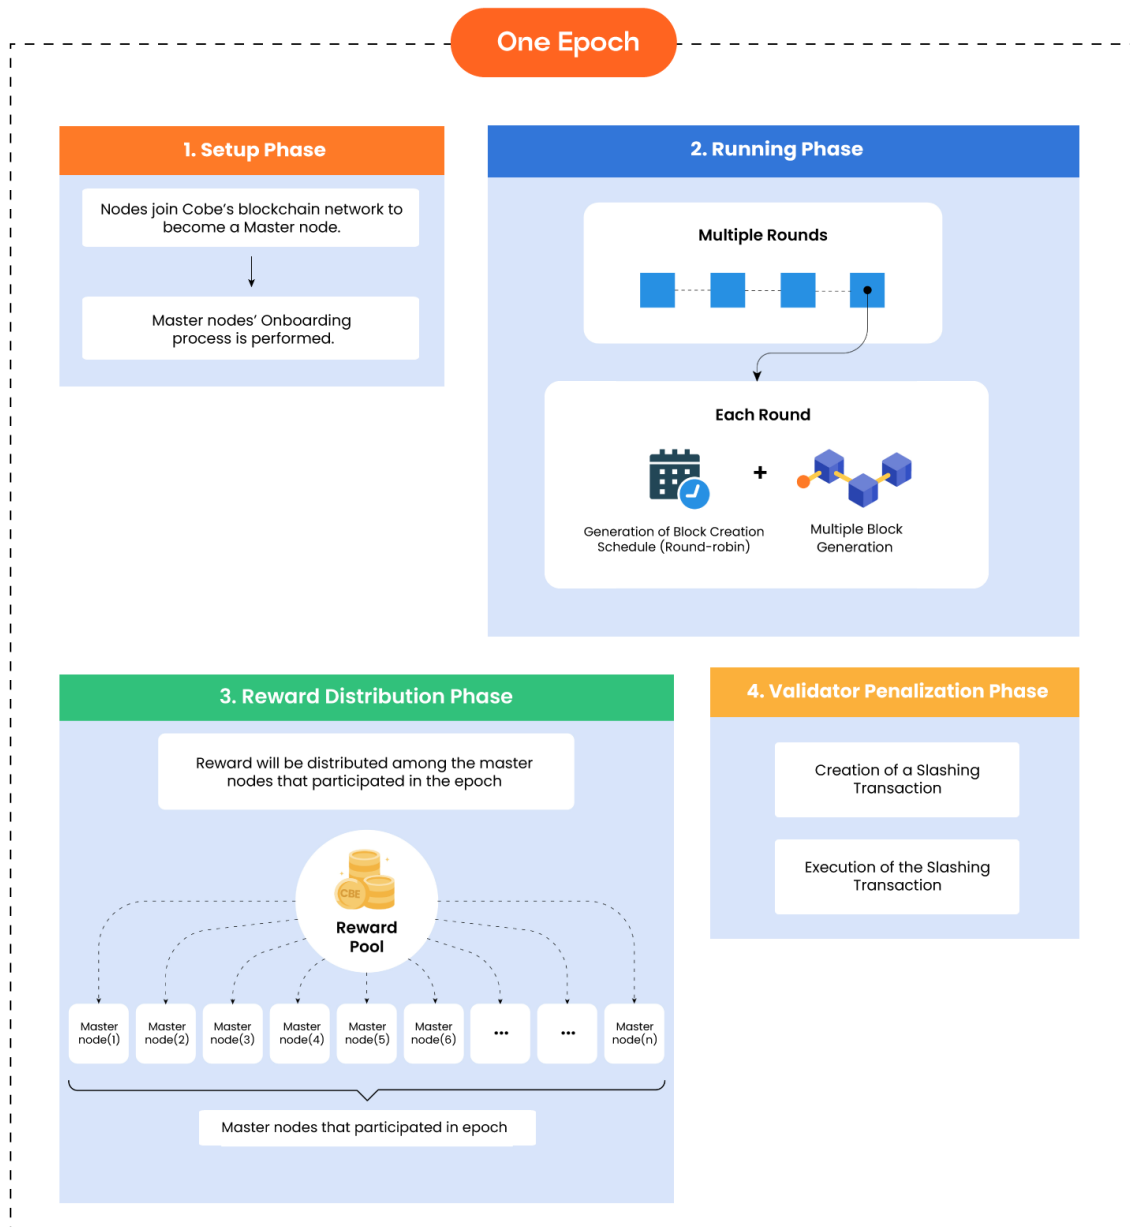 One Epoch
1. Setup Phase
Nodes join Cobe's blockchain network to
become a Master node.
Master nodes' Onboarding
process is performed.
2. Running Phase
Multiple Rounds
Each Round
+
Generation of Block Creation
Schedule (Round-robin)
Multiple Block
Generation
3. Reward Distribution Phase
Reward will be distributed among the master
nodes that participated in the epoch
CBE
Reward
Pool
Master
node(1)
Master
node(2)
Master
node(3)
Master
node(4)
Master
node(5)
Master
node(6)
...
...
Master
node(n)
Master nodes that participated in epoch
4. Validator Penalization Phase
Creation of a Slashing
Transaction
Execution of the Slashing
Transaction